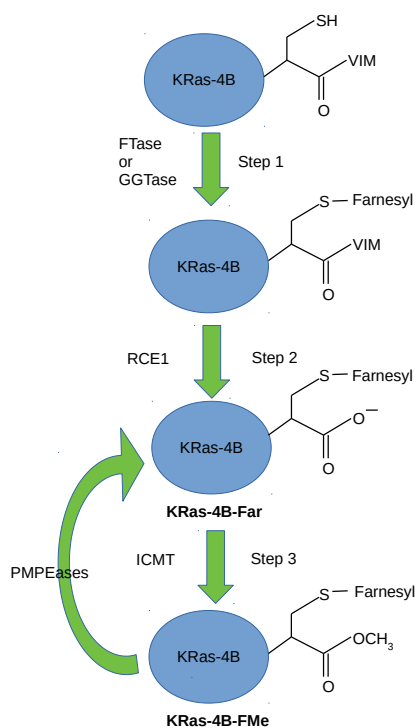 SH
KRas-4B
VIM
O
FTase
or
GGTase
Step 1
S — Farnesyl
KRas-4B
VIM
O
RCE1
Step 2
S — Farnesyl
O⁻
KRas-4B
O
KRas-4B-Far
PMPEases
ICMT
Step 3
S — Farnesyl
OCH₃
KRas-4B
O
KRas-4B-FMe